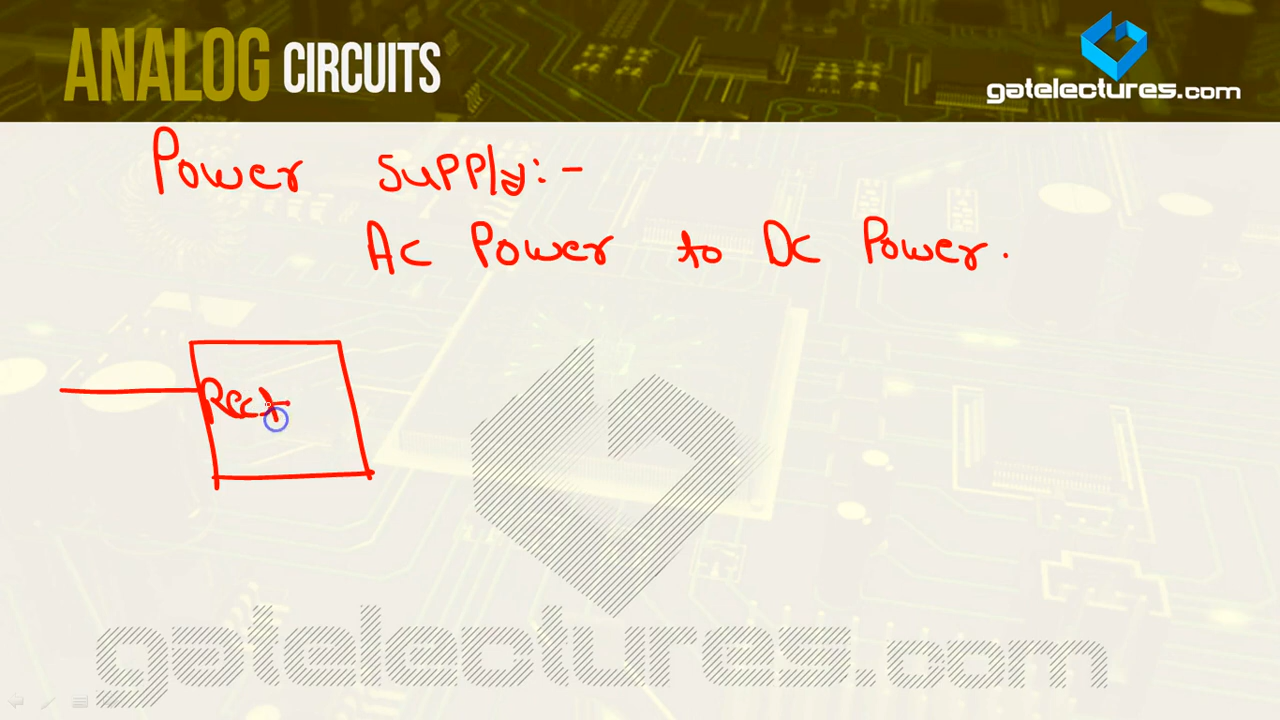 ANALOG CIRCUITS
gatelectures.com
Power Supply:-
AC Power to DC Power.
Rect
gatelectures.com